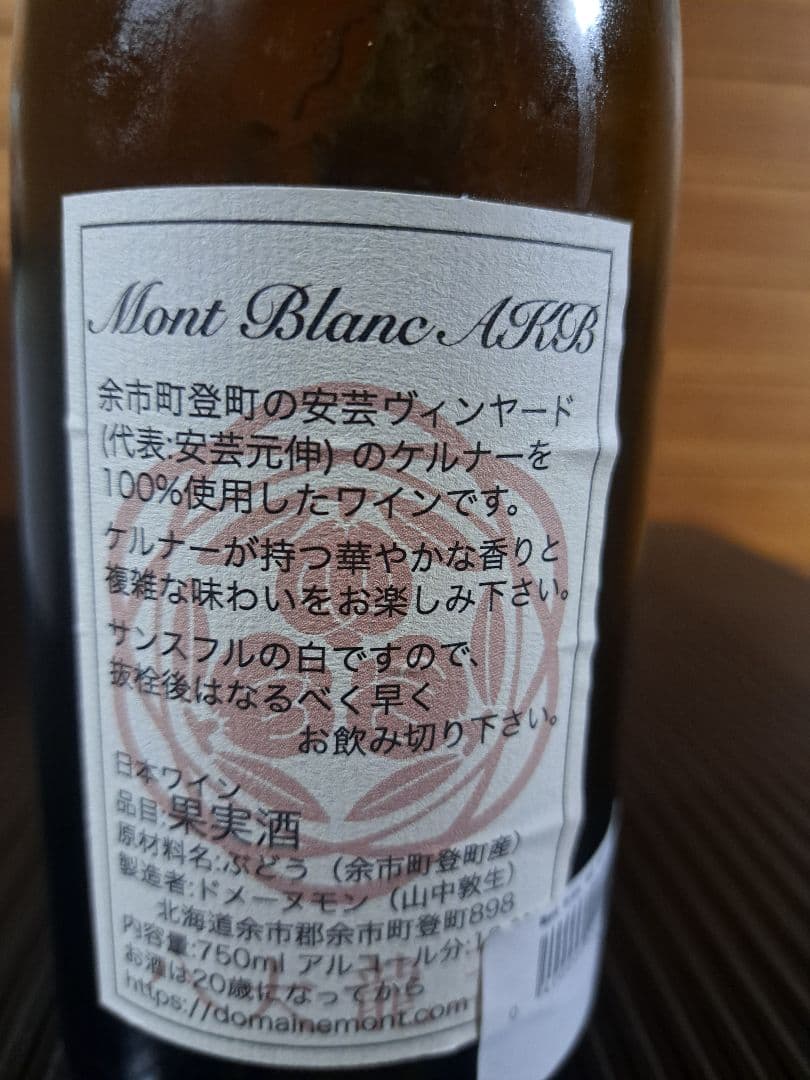 Mont Blanc AKB
余市町登町の安芸ヴィンヤード
(代表:安芸元伸) のケルナーを
100%使用したワインです。
ケルナーが持つ華やかな香りと
複雑な味わいをお楽しみ下さい。
サンスフルの白ですので、
抜栓後はなるべく早く
お飲み切り下さい。
日本ワイン
品目:果実酒
原材料名:ぶどう（余市町登町産）
製造者:ドメーヌモン（山中敦生）
北海道余市郡余市町登町898
内容量:750ml アルコール分:
お酒は20歳になってから
https://domainemont.com